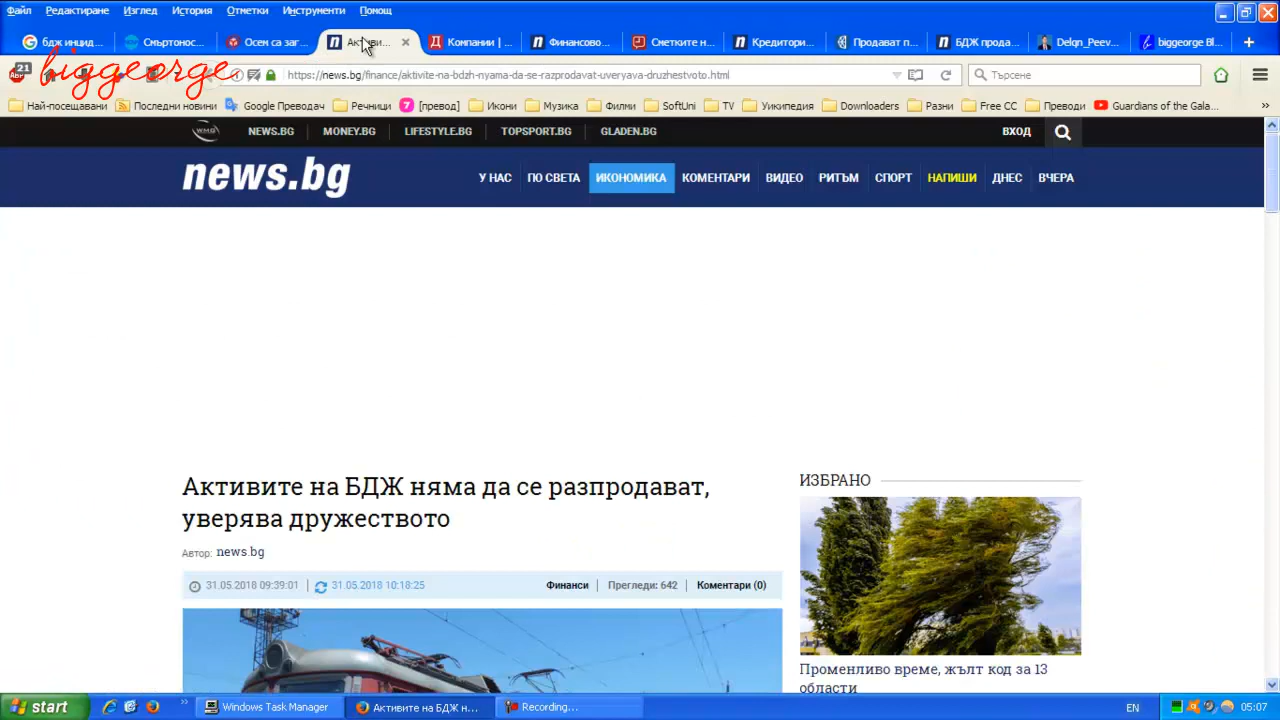 Файл Редактиране Изглед История Отметки Инструменти Помощ
бдж инцид... Смъртонос... Осем са заг... Активи... Компании | ... Финансово... Сметките н... Кредитори... Продават п... БДЖ прода... Delqn_Peev... biggeorge Bl...
biggeorge
21
https://news.bg/finance/aktivite-na-bdzh-nyama-da-se-razprodavat-uveryava-druzhestvoto.html
Търсене
Най-посещавани Последни новини Google Преводач Речници [превод] Икони Музика Филми SoftUni TV Уикипедия Downloaders Разни Free CC Преводи Guardians of the Gala...
WMG NEWS.BG MONEY.BG LIFESTYLE.BG TOPSPORT.BG GLADEN.BG ВХОД
news.bg
У НАС ПО СВЕТА ИКОНОМИКА КОМЕНТАРИ ВИДЕО РИТЪМ СПОРТ НАПИШИ ДНЕС ВЧЕРА
Активите на БДЖ няма да се разпродават,
уверява дружеството
Автор: news.bg
31.05.2018 09:39:01 31.05.2018 10:18:25 Финанси Прегледи: 642 Коментари (0)
ИЗБРАНО
Променливо време, жълт код за 13
области
start Windows Task Manager Активите на БДЖ н... Recording... EN 05:07